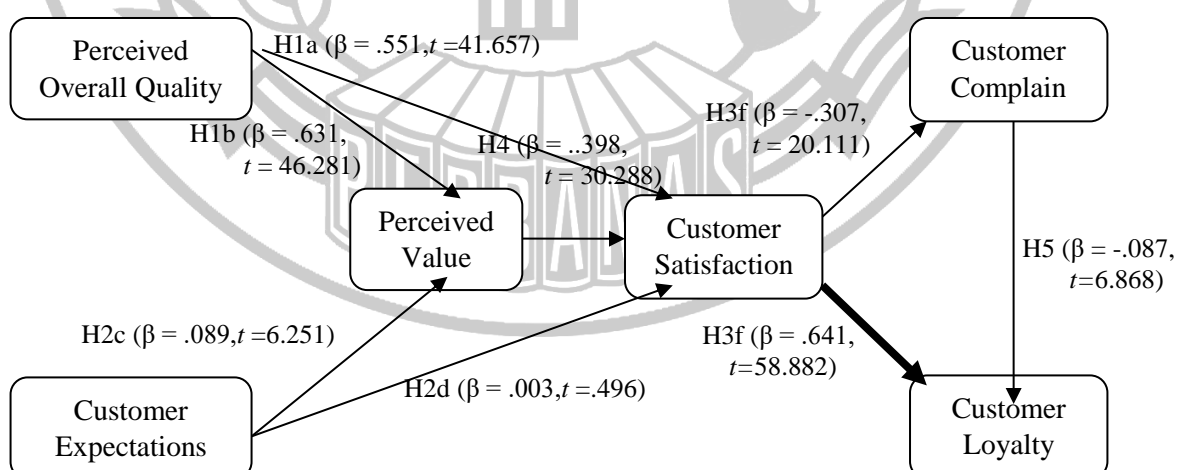 Perceived
Overall Quality
H1a (β = .551,t =41.657)
Customer
Complain
H1b (β = .631,
t = 46.281)
H4 (β = ..398,
t = 30.288)
H3f (β = -.307,
t = 20.111)
Perceived
Value
Customer
Satisfaction
H5 (β = -.087,
t=6.868)
H2c (β = .089,t =6.251)
H3f (β = .641,
t=58.882)
H2d (β = .003,t =.496)
Customer
Expectations
Customer
Loyalty